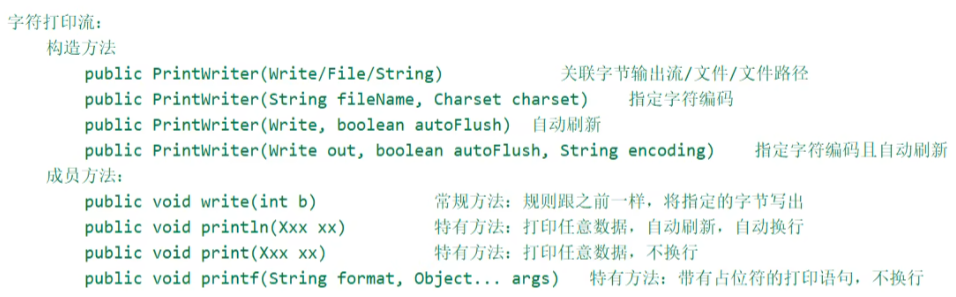 字符打印流：
构造方法
public PrintWriter(Write/File/String) 关联字节输出流/文件/文件路径
public PrintWriter(String fileName, Charset charset) 指定字符编码
public PrintWriter(Write, boolean autoFlush) 自动刷新
public PrintWriter(Write out, boolean autoFlush, String encoding) 指定字符编码且自动刷新
成员方法：
public void write(int b) 常规方法：规则跟之前一样，将指定的字节写出
public void println(Xxx xx) 特有方法：打印任意数据，自动刷新，自动换行
public void print(Xxx xx) 特有方法：打印任意数据，不换行
public void printf(String format, Object... args) 特有方法：带有占位符的打印语句，不换行